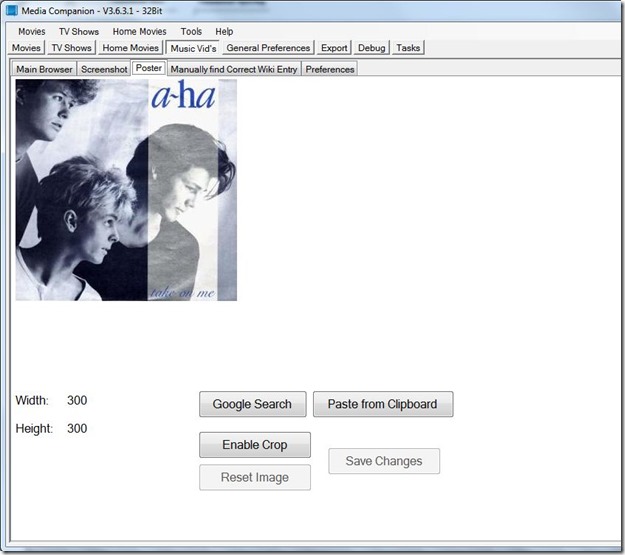 Media Companion - V3.6.3.1 - 32Bit
Movies TV Shows Home Movies Tools Help
Movies TV Shows Home Movies Music Vid's General Preferences Export Debug Tasks
Main Browser Screenshot Poster Manually find Correct Wiki Entry Preferences
a-ha
take on me
Width: 300 Google Search Paste from Clipboard
Height: 300
Enable Crop
Save Changes
Reset Image